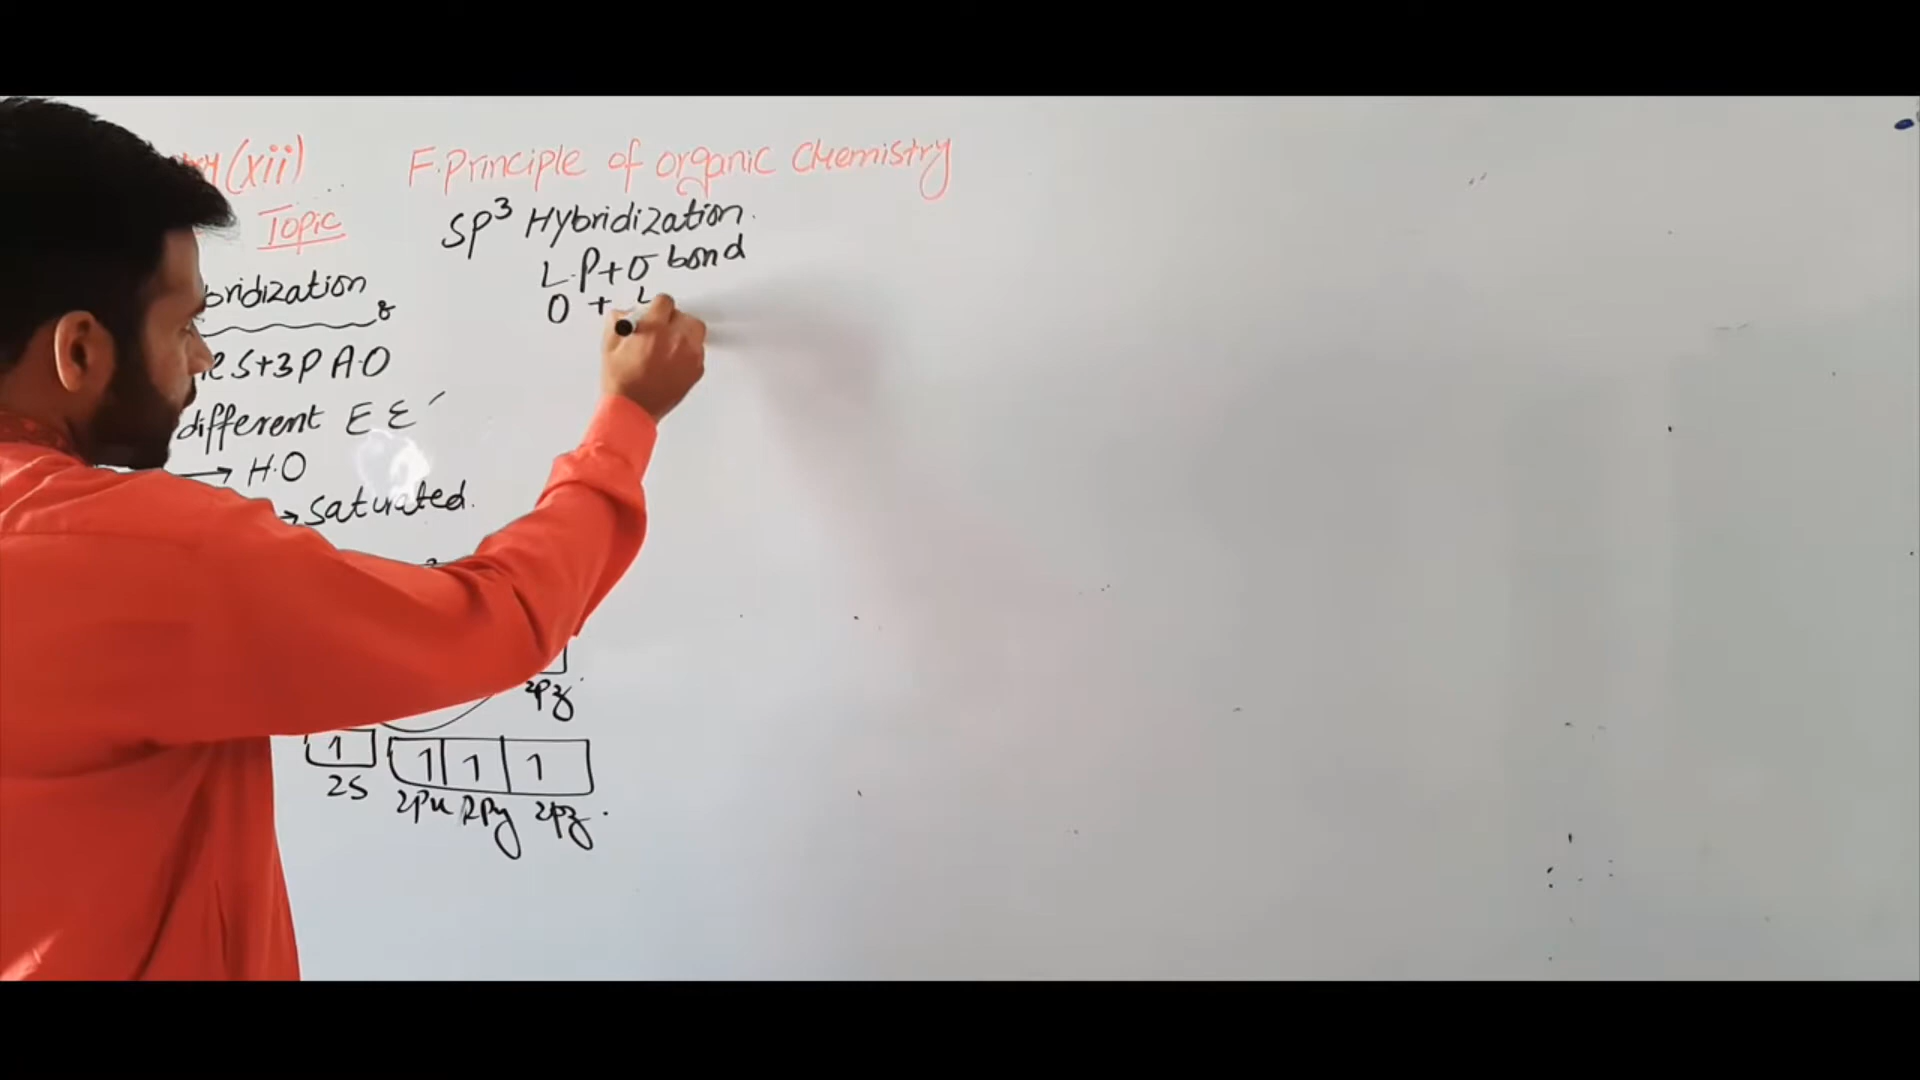 (xii) F.Principle of organic Chemistry
Topic
SP³ Hybridization.
L.P+σ bond
0 + 4
bridization
S+3P A.O
different E ε
→ H.O
→ Saturated.
2pz
1 1 1 1
2S 2Px 2Py 2pz.